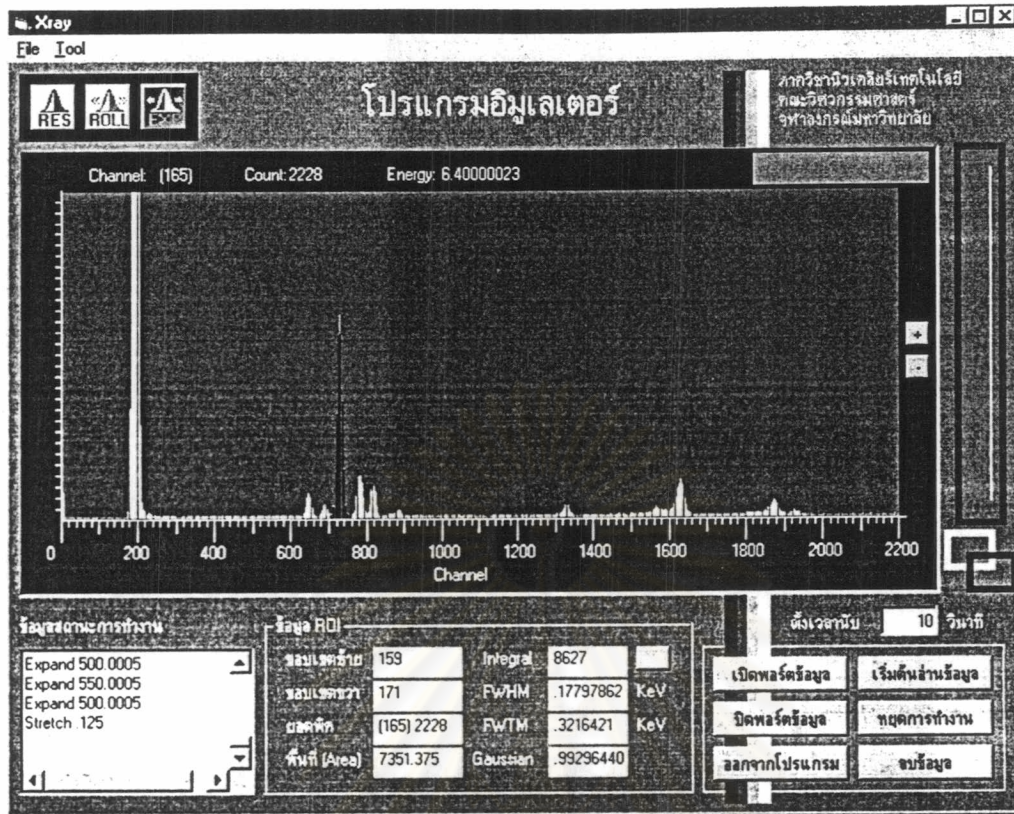 Xray
File Tool
RES ROLL
โปรแกรมอิมูเลเตอร์
ภาควิชานิวเคลียร์เทคโนโลยี
คณะวิศวกรรมศาสตร์
จุฬาลงกรณ์มหาวิทยาลัย
Channel: (165) Count: 2228 Energy: 6.40000023
+
-
0 200 400 600 800 1000 1200 1400 1600 1800 2000 2200
Channel
ข้อมูลสถานะการทำงาน
Expand 500.0005
Expand 550.0005
Expand 500.0005
Stretch .125
ข้อมูล ROI
ขอบเขตซ้าย 159 Integral 8627
ขอบเขตขวา 171 FWHM .17797862 KeV
ยอดพีค (165) 2228 FWTM .3216421 KeV
พื้นที่ (Area) 7351.375 Gaussian .99296440
ตั้งเวลานับ 10 วินาที
เปิดพอร์ตข้อมูล เริ่มต้นอ่านข้อมูล
ปิดพอร์ตข้อมูล หยุดการทำงาน
ออกจากโปรแกรม ลบข้อมูล